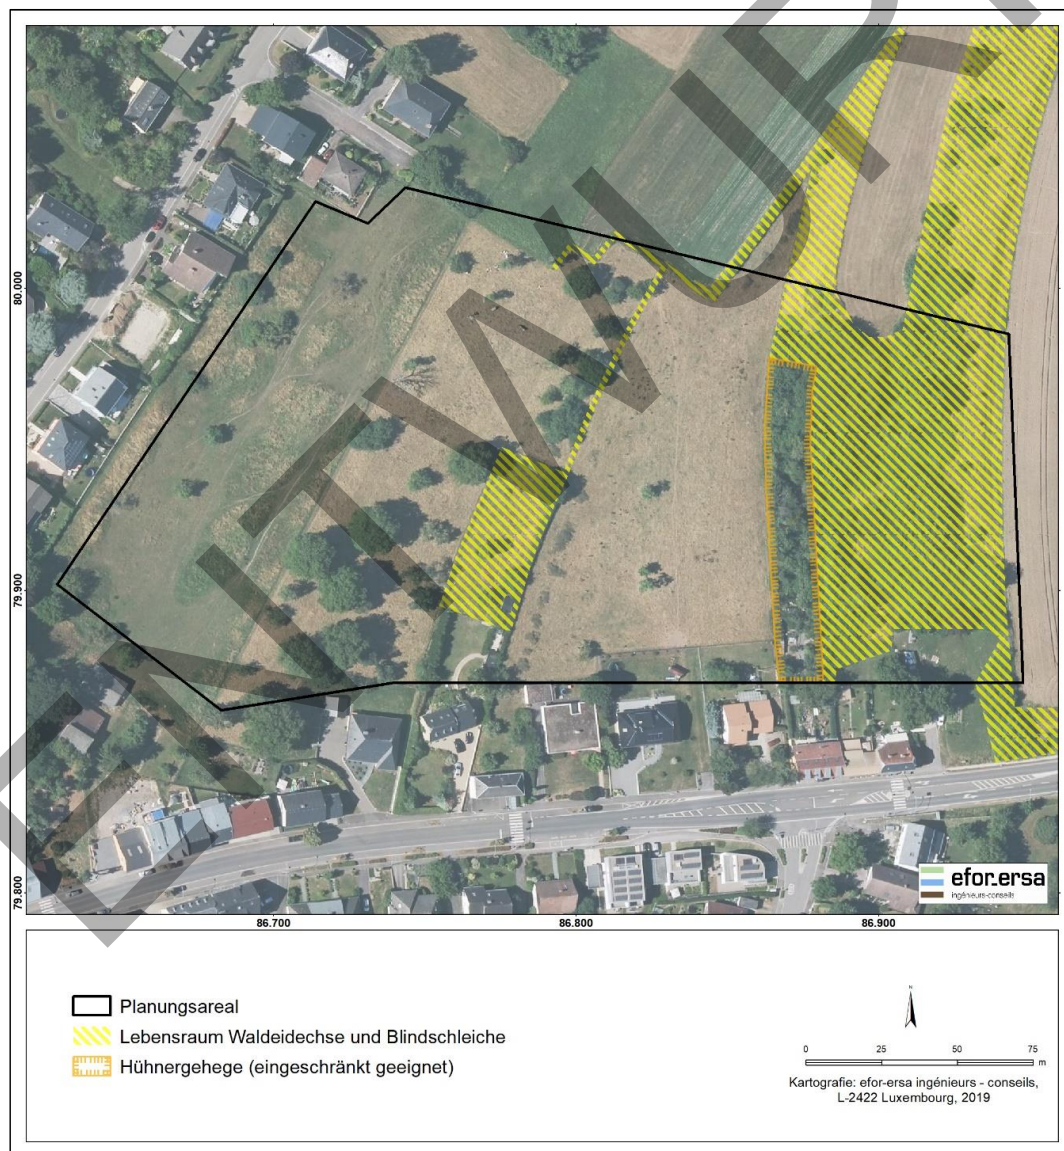 ENTWUR
80.000
79.900
79.800
86.700
86.800
86.900
efor.ersa
ingénieurs-conseils
Planungsareal
Lebensraum Waldeidechse und Blindschleiche
Hühnergehege (eingeschränkt geeignet)
N
0 25 50 75
m
Kartografie: efor-ersa ingénieurs - conseils,
L-2422 Luxembourg, 2019